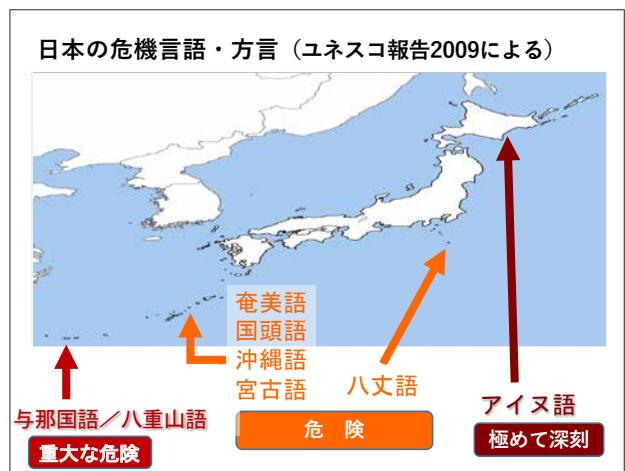 日本の危機言語・方言（ユネスコ報告2009による）
奄美語
国頭語
沖縄語
宮古語
八丈語
アイヌ語
与那国語／八重山語
危 険
極めて深刻
重大な危険